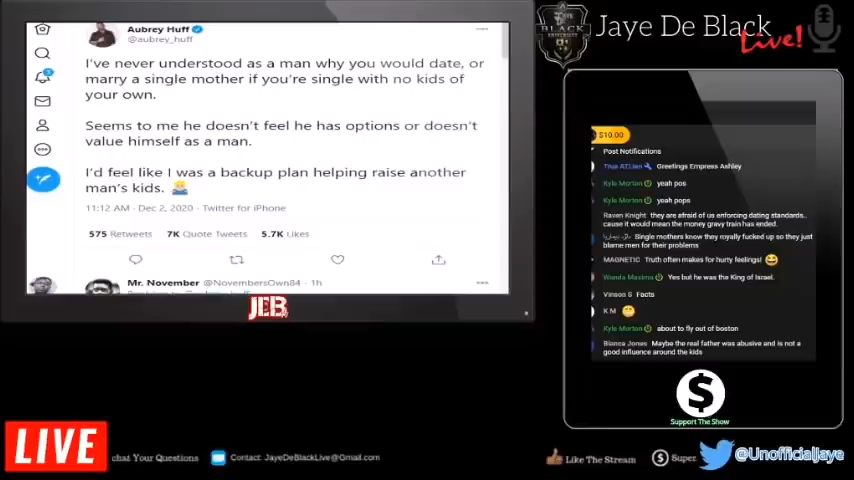 Aubrey Huff
@aubrey_huff
I've never understood as a man why you would date, or
marry a single mother if you're single with no kids of
your own.
Seems to me he doesn't feel he has options or doesn't
value himself as a man.
I'd feel like I was a backup plan helping raise another
man's kids.
11:12 AM · Dec 2, 2020 · Twitter for iPhone
575 Retweets 7K Quote Tweets 5.7K Likes
Mr. November @NovembersOwn84 · 1h
JEB
Jaye De Black
Live!
$10.00
Post Notifications
Greetings Empress Ashley
Kyle Morton yeah pos
Kyle Morton yeah pops
Raven Knight they are afraid of us enforcing dating standards..
cause it would mean the money gravy train has ended.
Single mothers know they royally fucked up so they just
blame men for their problems
MAGNETIC Truth often makes for hurty feelings! 😄
Wanda Maxima Yes but he was the King of Israel.
Vinson S Facts
K M 😁
Kyle Morton about to fly out of boston
Bianca Jones Maybe the real father was abusive and is not a
good influence around the kids
$
Support The Show
LIVE
chat Your Questions
Contact: JayeDeBlackLive@Gmail.com
Like The Stream
Super
@UnofficialJaye